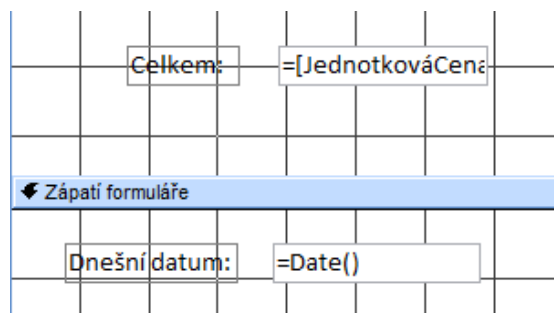 Celkem: =[JednotkováCena
Zápatí formuláře
Dnešní datum: =Date()